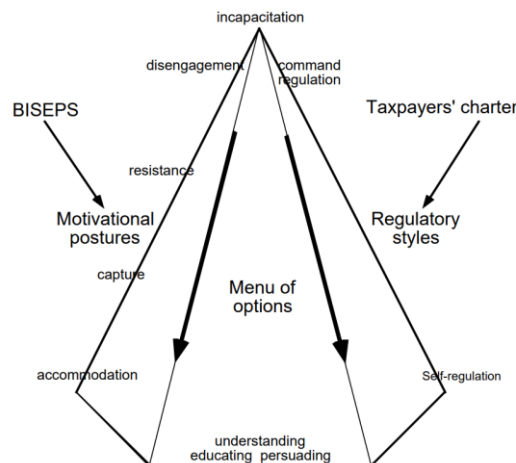 incapacitation
disengagement
command
regulation
BISEPS
Taxpayers' charter
resistance
Motivational
postures
Regulatory
styles
capture
Menu of
options
accommodation
Self-regulation
understanding
educating persuading